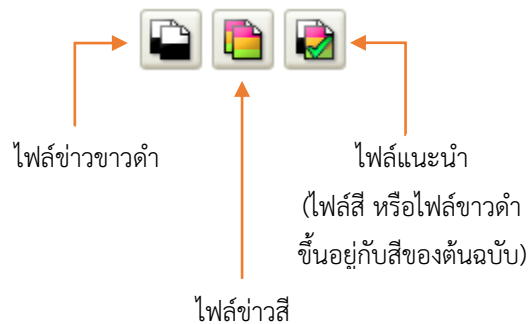 ไฟล์ข่าวขาวดำ
ไฟล์แนะนำ
(ไฟล์สี หรือไฟล์ขาวดำ
ขึ้นอยู่กับสีของต้นฉบับ)
ไฟล์ข่าวสี